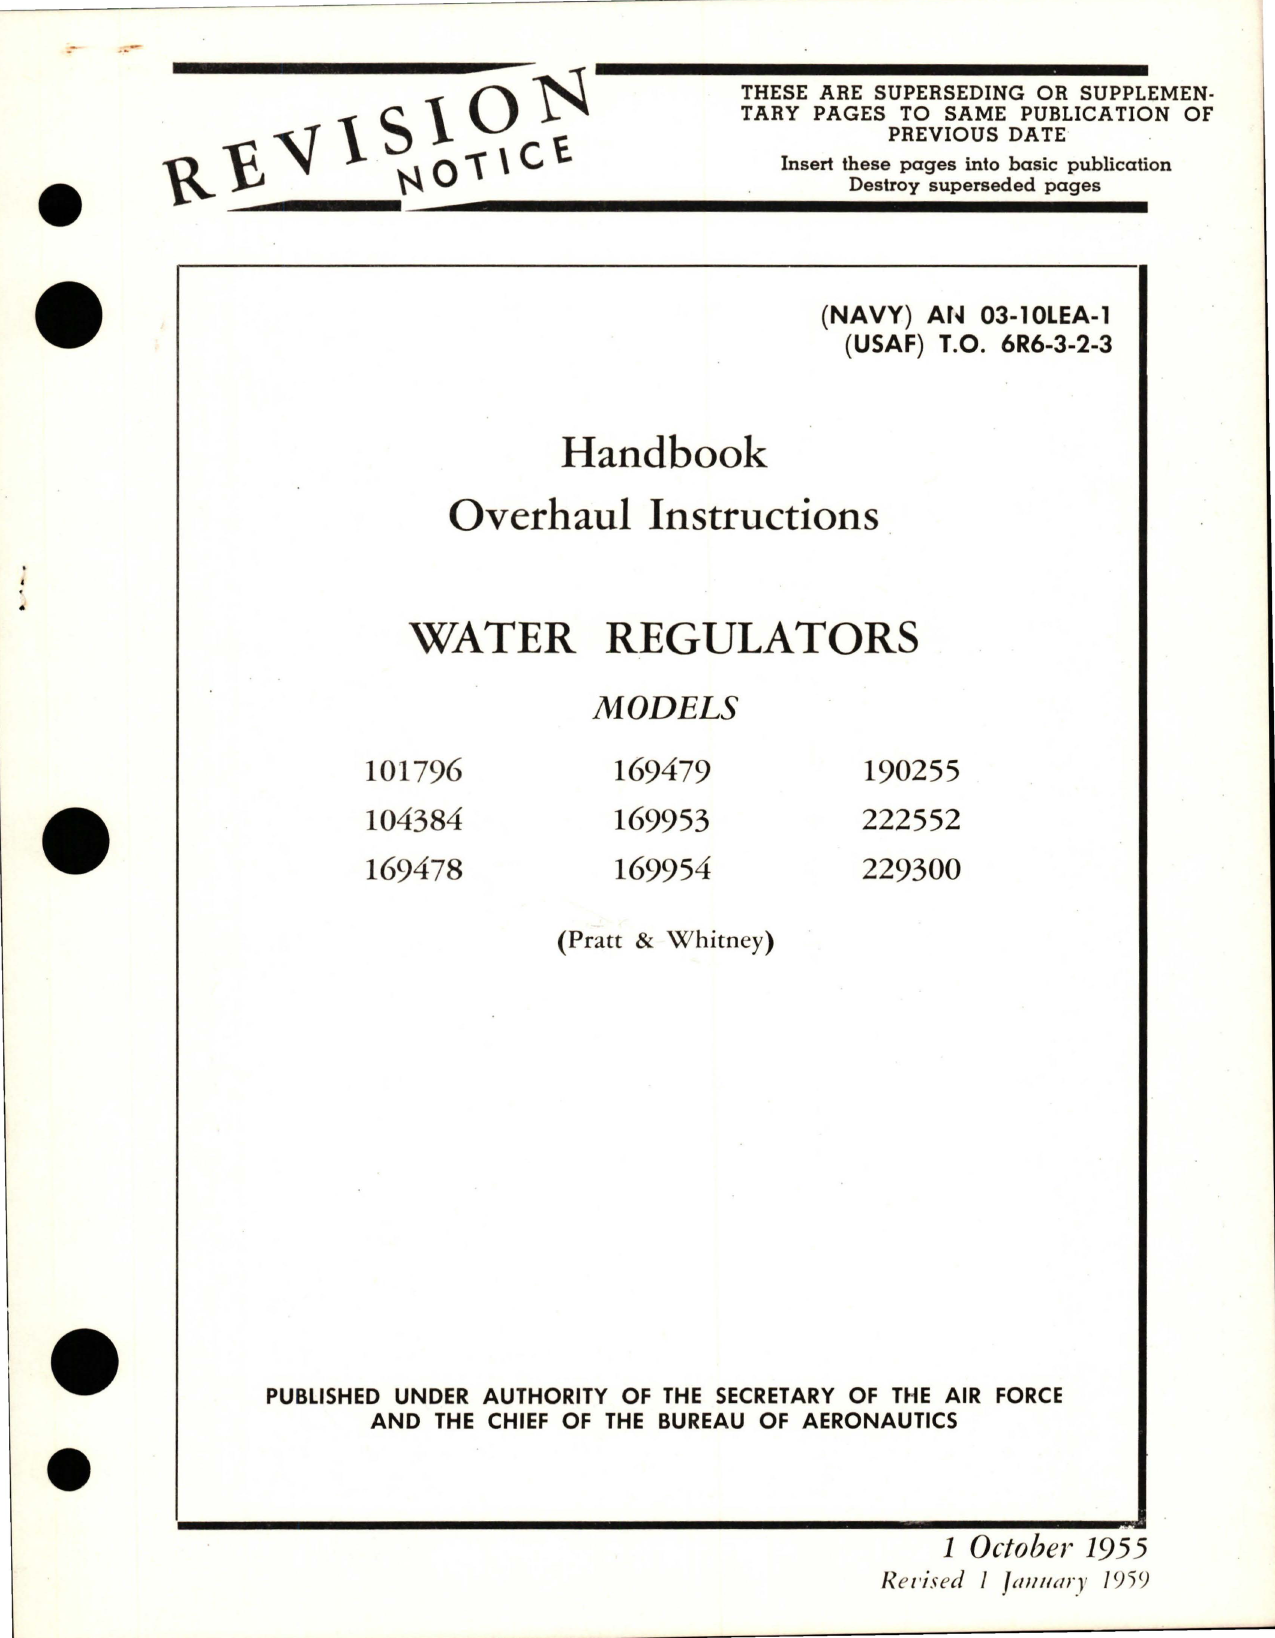 REVISION
NOTICE
THESE ARE SUPERSEDING OR SUPPLEMEN-
TARY PAGES TO SAME PUBLICATION OF
PREVIOUS DATE
Insert these pages into basic publication
Destroy superseded pages
(NAVY) AN 03-10LEA-1
(USAF) T.O. 6R6-3-2-3
Handbook
Overhaul Instructions
WATER REGULATORS
MODELS
101796 169479 190255
104384 169953 222552
169478 169954 229300
(Pratt & Whitney)
PUBLISHED UNDER AUTHORITY OF THE SECRETARY OF THE AIR FORCE
AND THE CHIEF OF THE BUREAU OF AERONAUTICS
1 October 1955
Revised 1 January 1959